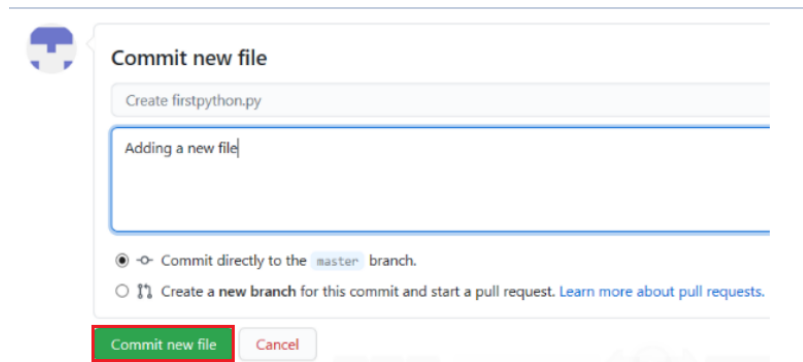 Commit new file
Create firstpython.py
Adding a new file
Commit directly to the master branch.
Create a new branch for this commit and start a pull request. Learn more about pull requests.
Commit new file Cancel